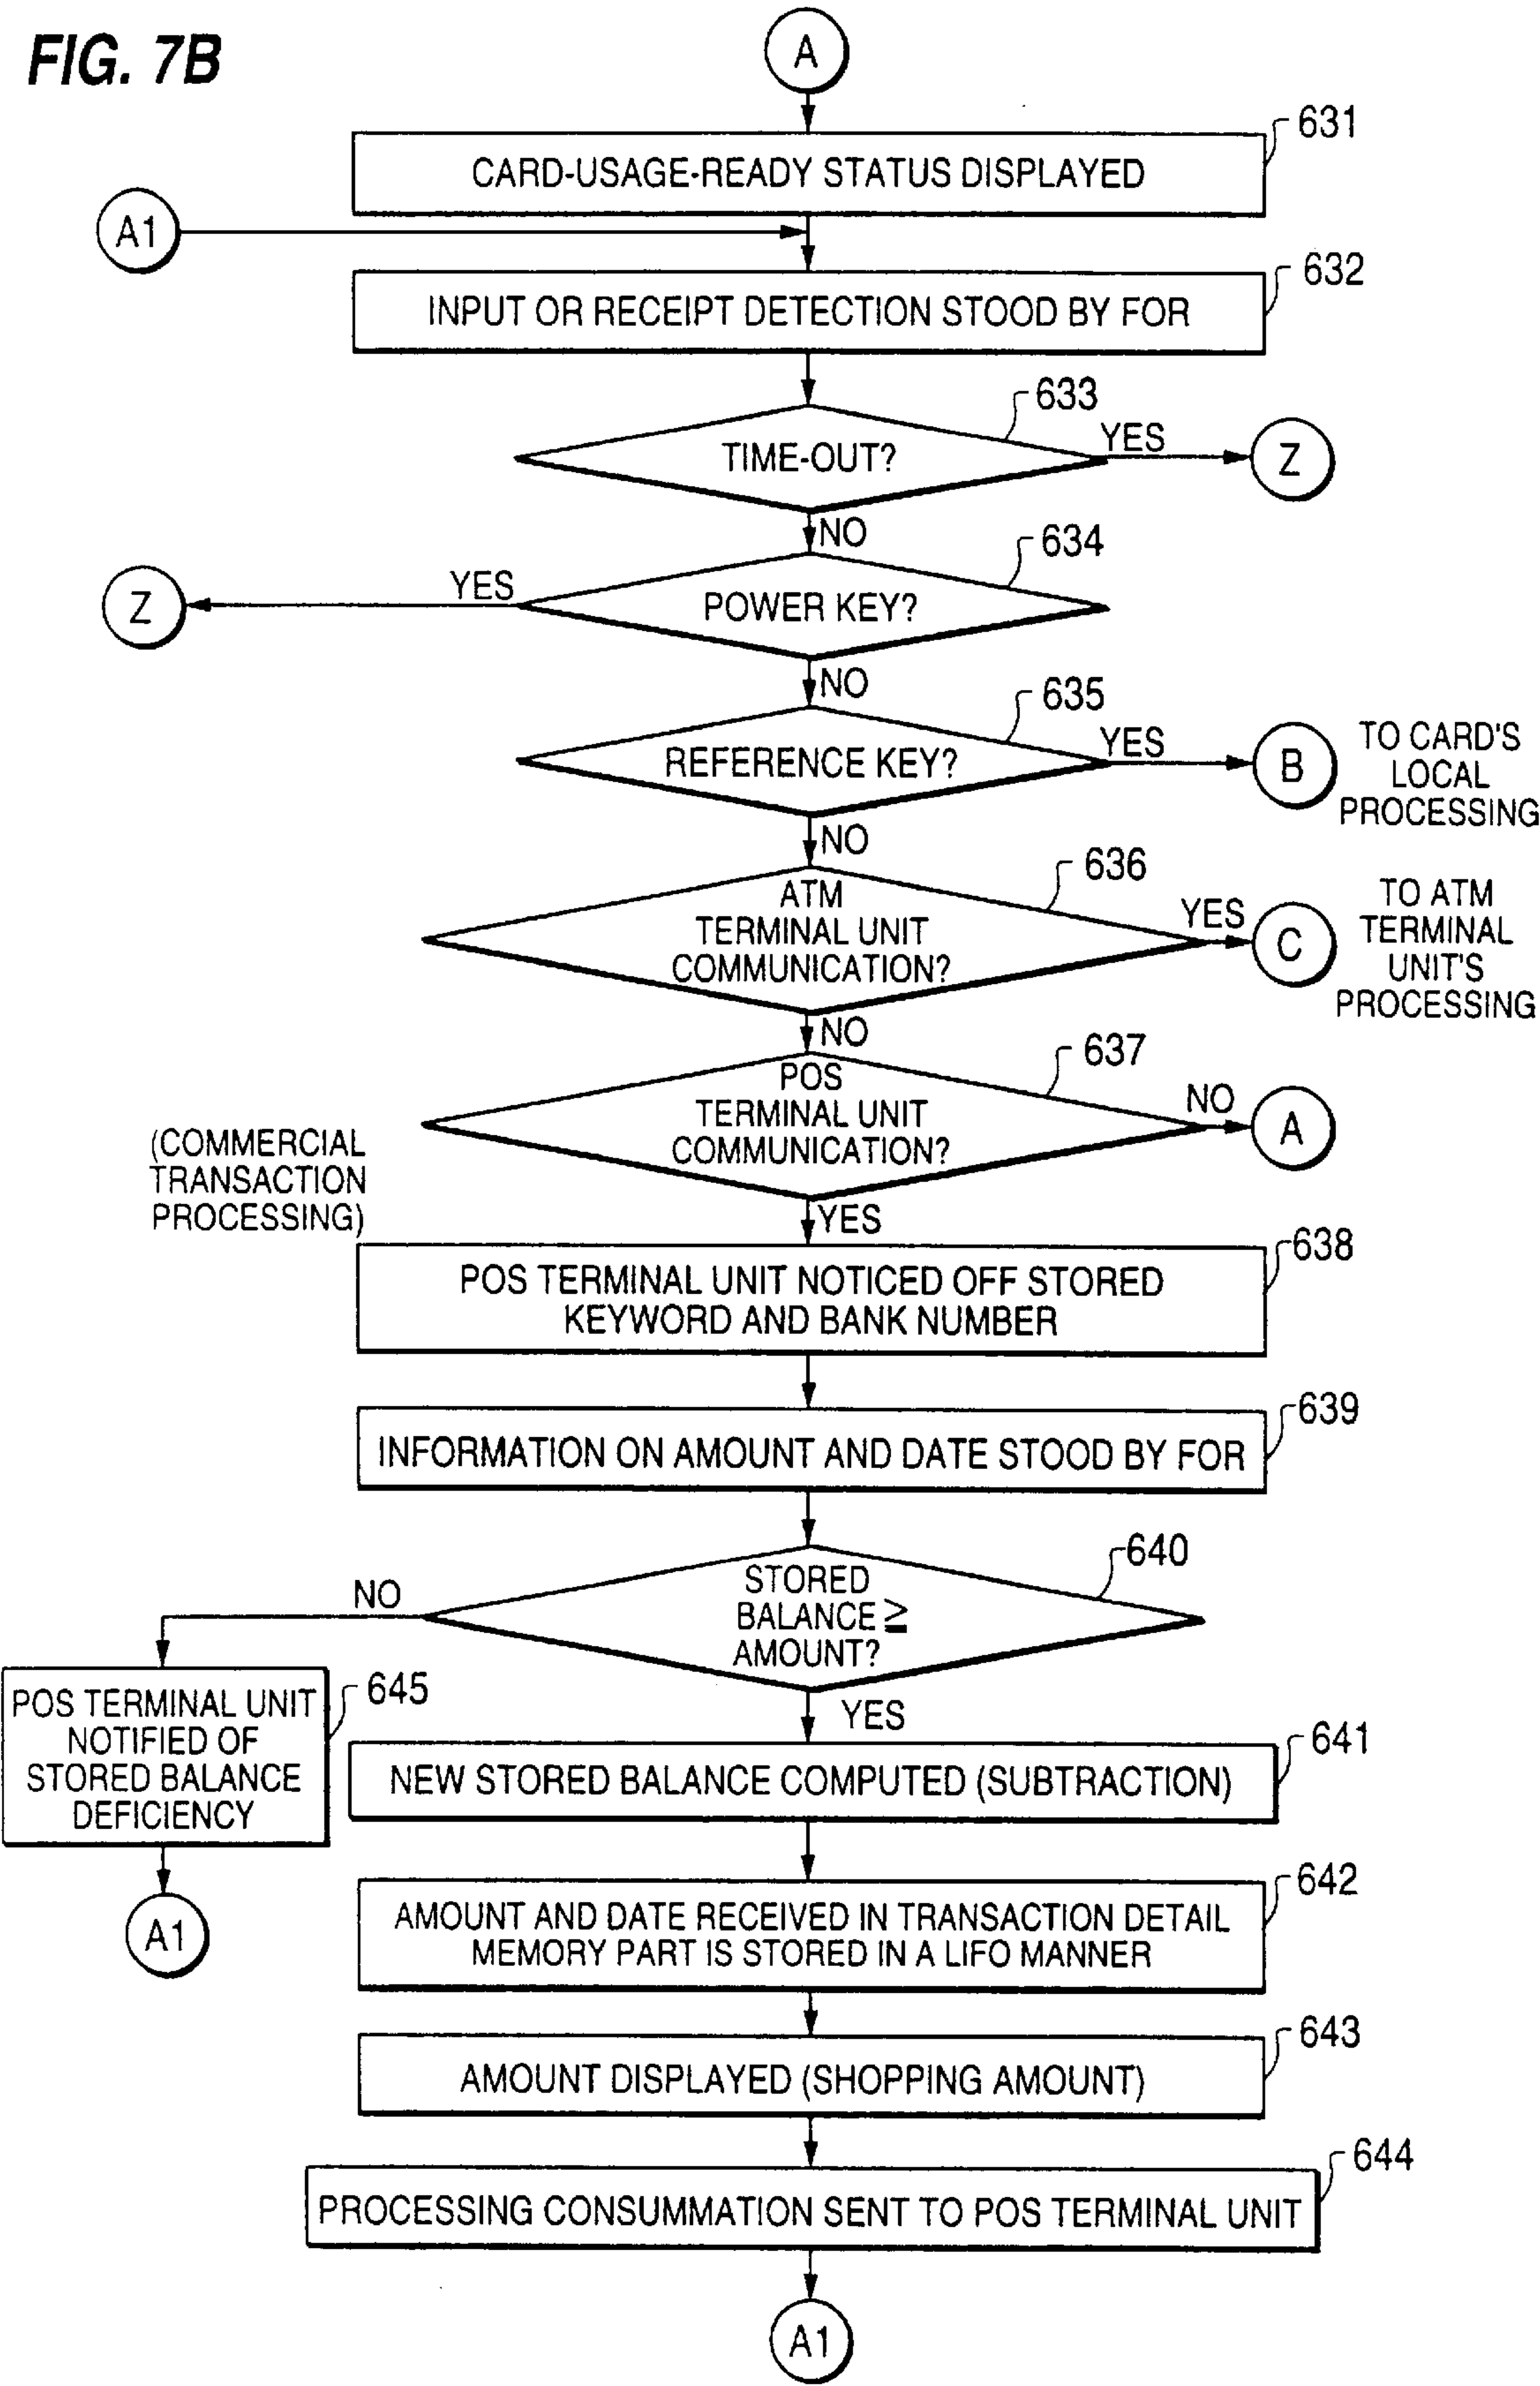 FIG. 7B
A
631
CARD-USAGE-READY STATUS DISPLAYED
A1
632
INPUT OR RECEIPT DETECTION STOOD BY FOR
633
TIME-OUT?
YES
Z
NO
634
POWER KEY?
YES
Z
NO
635
REFERENCE KEY?
YES
B
TO CARD'S
LOCAL
PROCESSING
NO
636
ATM
TERMINAL UNIT
COMMUNICATION?
YES
C
TO ATM
TERMINAL
UNIT'S
PROCESSING
NO
637
POS
TERMINAL UNIT
COMMUNICATION?
NO
A
(COMMERCIAL
TRANSACTION
PROCESSING)
YES
638
POS TERMINAL UNIT NOTICED OFF STORED
KEYWORD AND BANK NUMBER
639
INFORMATION ON AMOUNT AND DATE STOOD BY FOR
640
STORED
BALANCE ≧
AMOUNT?
NO
645
POS TERMINAL UNIT
NOTIFIED OF
STORED BALANCE
DEFICIENCY
A1
YES
641
NEW STORED BALANCE COMPUTED (SUBTRACTION)
642
AMOUNT AND DATE RECEIVED IN TRANSACTION DETAIL
MEMORY PART IS STORED IN A LIFO MANNER
643
AMOUNT DISPLAYED (SHOPPING AMOUNT)
644
PROCESSING CONSUMMATION SENT TO POS TERMINAL UNIT
A1